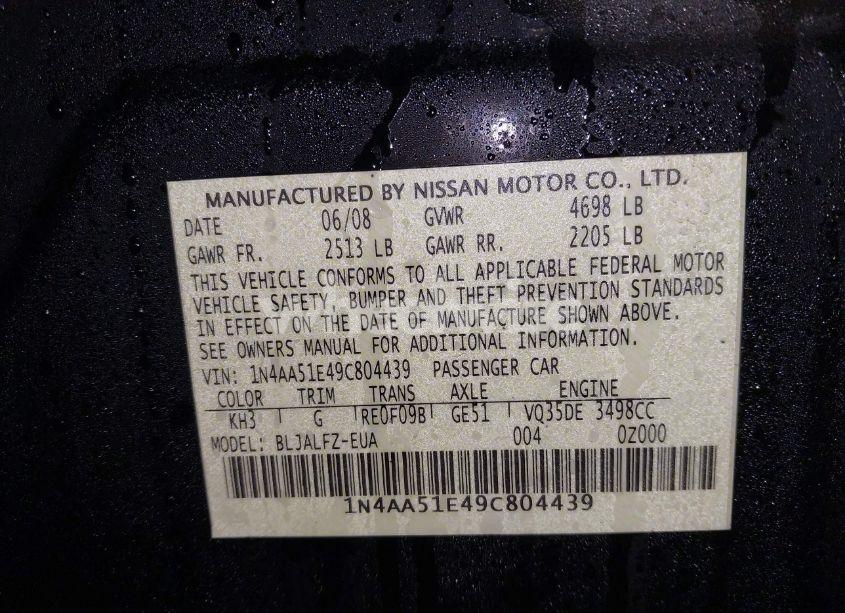 MANUFACTURED BY NISSAN MOTOR CO., LTD.
DATE 06/08 GVWR 4698 LB
GAWR FR. 2513 LB GAWR RR. 2205 LB
THIS VEHICLE CONFORMS TO ALL APPLICABLE FEDERAL MOTOR
VEHICLE SAFETY, BUMPER AND THEFT PREVENTION STANDARDS
IN EFFECT ON THE DATE OF MANUFACTURE SHOWN ABOVE.
SEE OWNERS MANUAL FOR ADDITIONAL INFORMATION.
VIN: 1N4AA51E49C804439 PASSENGER CAR
COLOR TRIM TRANS AXLE ENGINE
KH3 G RE0F09B GE51 VQ35DE 3498CC
MODEL: BLJALFZ-EUA 004 0Z000
1N4AA51E49C804439